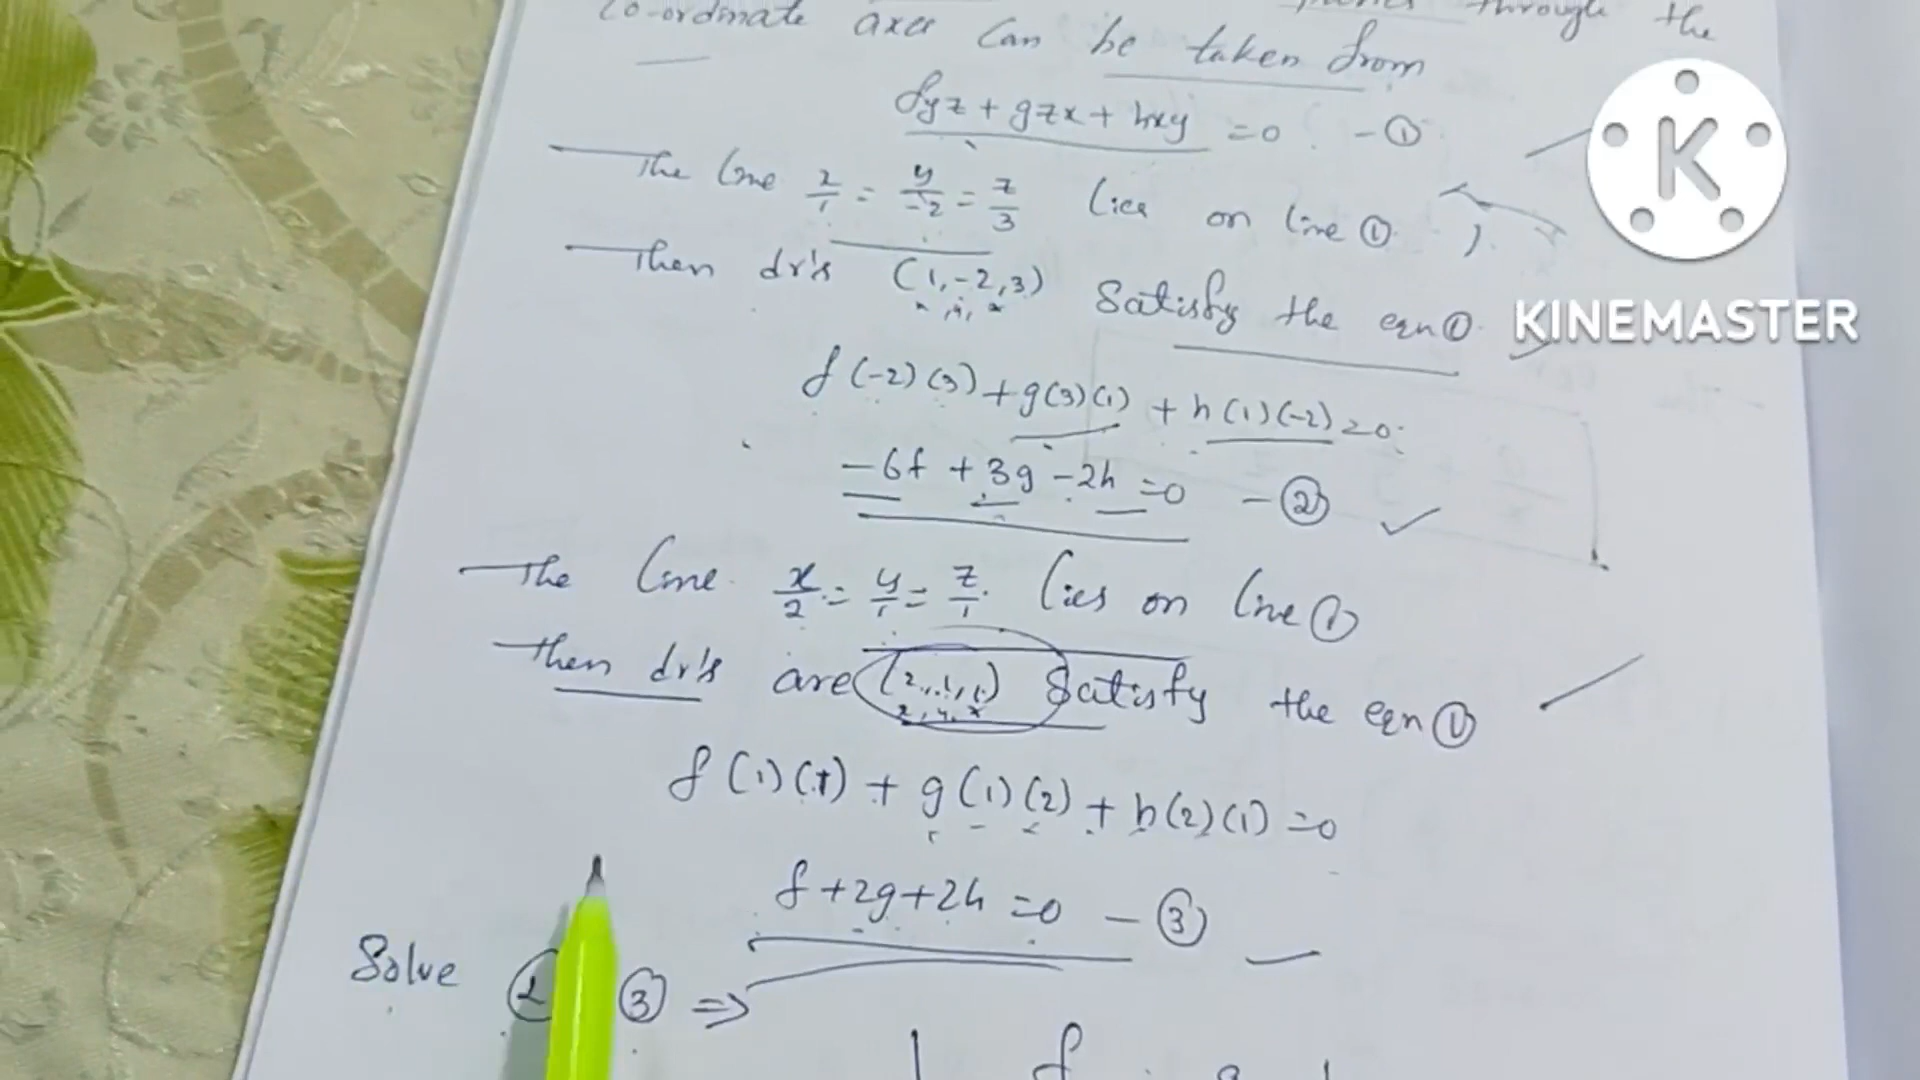 Co-ordinate axes can be taken from through the
fyz + gzx + hxy = 0 - ①
The line x/1 = y/-2 = z/3 lies on line ①
Then dr's (1,-2,3) Satisfy the eqn ①
f(-2)(3) + g(3)(1) + h(1)(-2) = 0
-6f + 3g - 2h = 0 - ②
The line x/2 = y/1 = z/1 lies on line ①
then dr's are (2,1,1) Satisfy the eqn ①
x, y, z
f(1)(1) + g(1)(2) + h(2)(1) = 0
f + 2g + 2h = 0 - ③
Solve ② ③ ⇒
f g
K
KINEMASTER